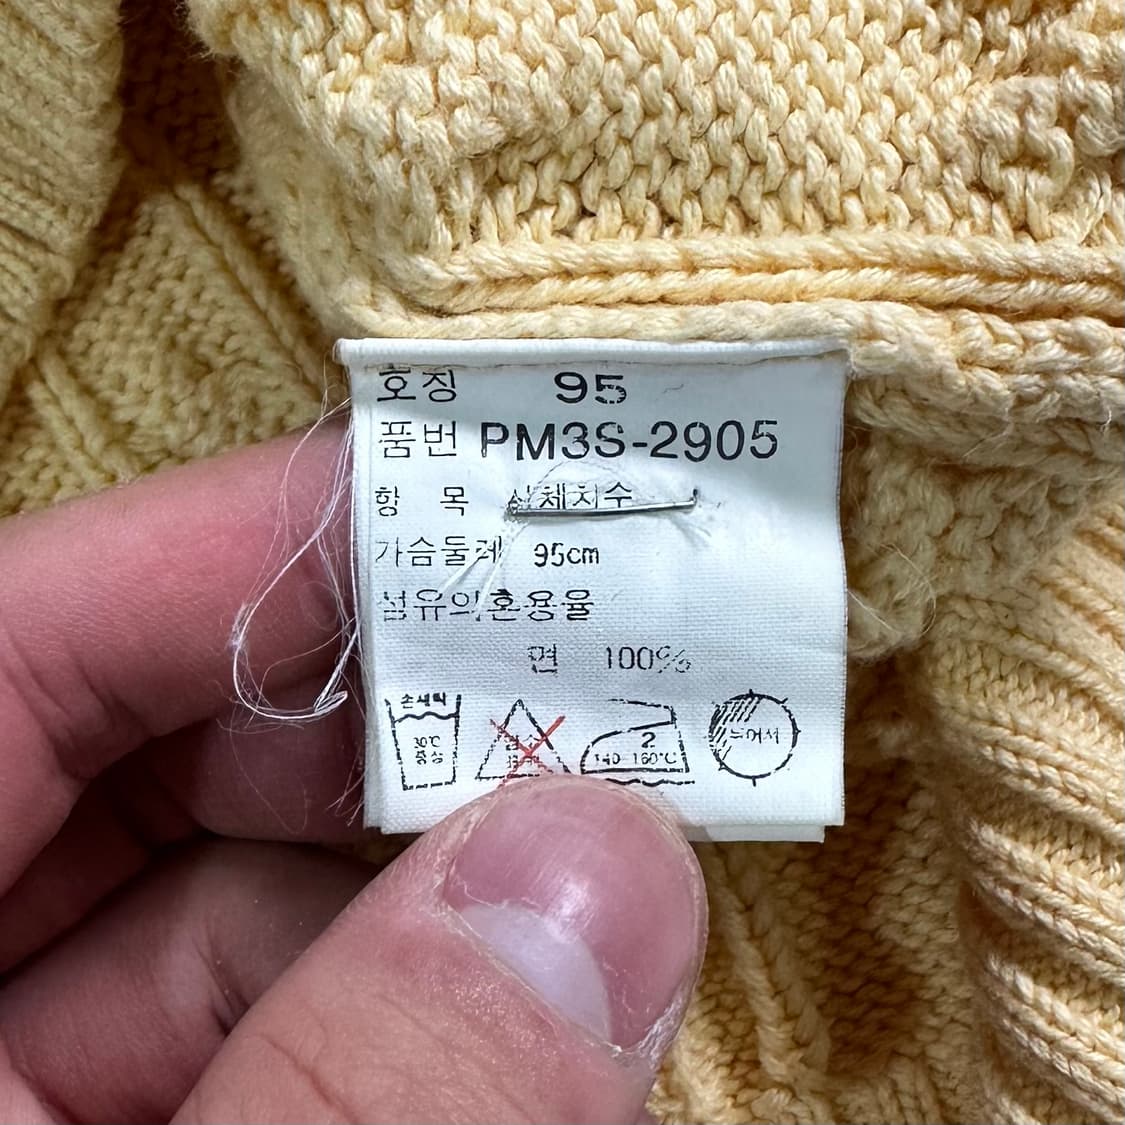 호칭 95
품번 PM3S-2905
항 목 신체치수
가슴둘레 95cm
섬유의혼용율
면 100%
손세탁
30℃
중성
2
140-160℃
뉘어서